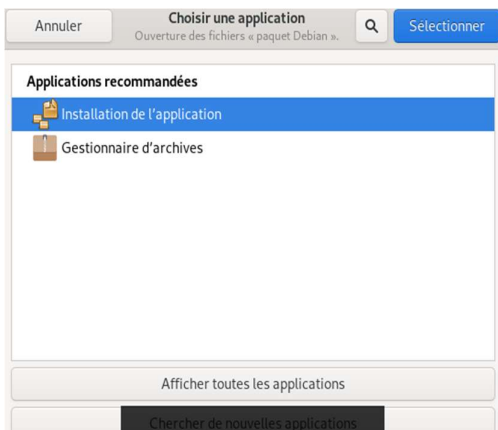 Annuler
Choisir une application
Ouverture des fichiers « paquet Debian ».
Sélectionner
Applications recommandées
Installation de l'application
Gestionnaire d'archives
Afficher toutes les applications
Chercher de nouvelles applications